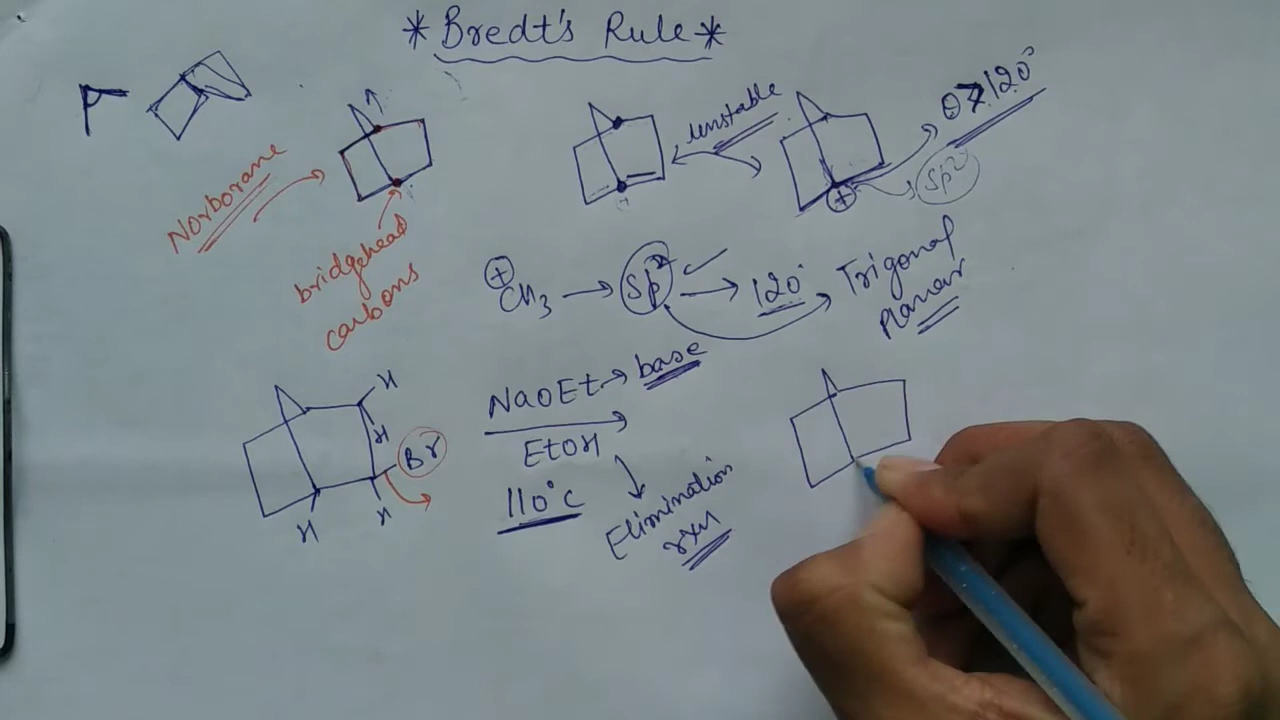 *Bredt's Rule*
Norborane
bridgehead
carbons
unstable
θ > 120°
sp²
⊕
⊕
CH₃ → sp² → 120°
Trigonal
Planar
H
H
Br
H
H
NaOEt → base
EtOH
110°C
Elimination
rxn